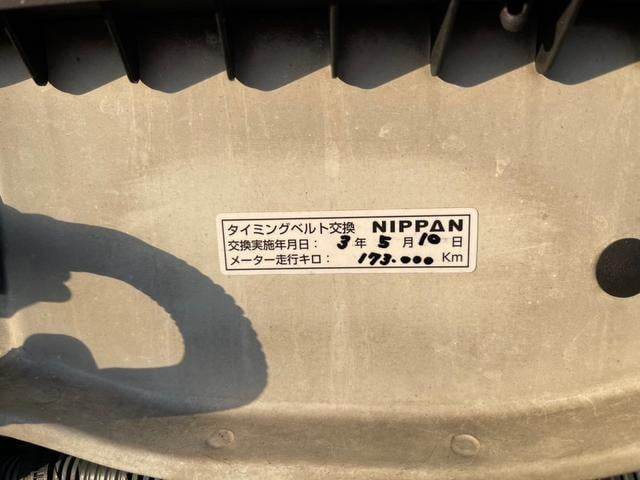 タイミングベルト交換 NIPPAN
交換実施年月日： 3 年 5 月 10 日
メーター走行キロ： 173.000 Km